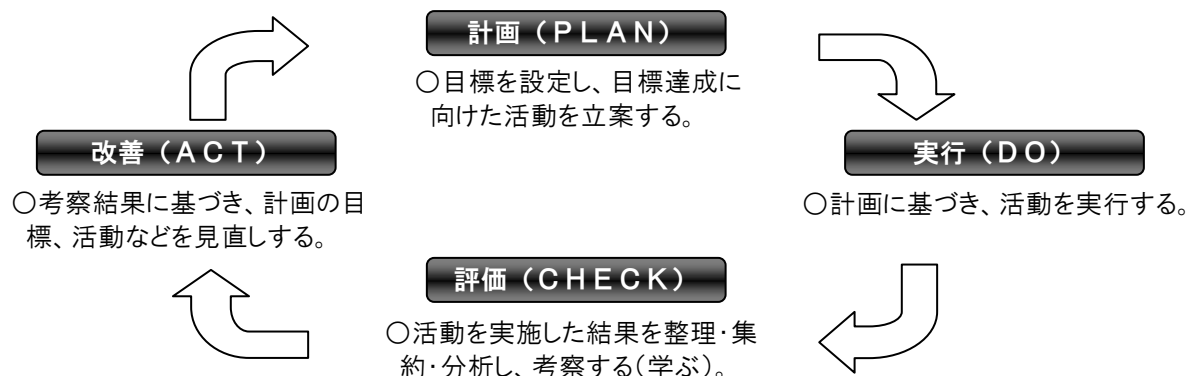 計画（ＰＬＡＮ）
○目標を設定し、目標達成に
向けた活動を立案する。
改善（ＡＣＴ）
○考察結果に基づき、計画の目
標、活動などを見直しする。
実行（ＤＯ）
○計画に基づき、活動を実行する。
評価（ＣＨＥＣＫ）
○活動を実施した結果を整理・集
約・分析し、考察する（学ぶ）。